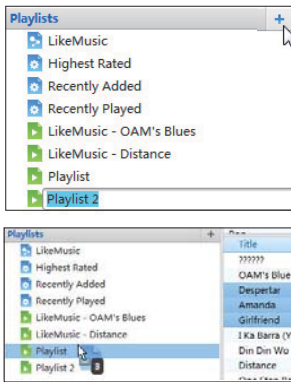 Playlists +
LikeMusic
Highest Rated
Recently Added
Recently Played
LikeMusic - OAM's Blues
LikeMusic - Distance
Playlist
Playlist 2
Playlists +
LikeMusic
Highest Rated
Recently Added
Recently Played
LikeMusic - OAM's Blues
LikeMusic - Distance
Playlist
Playlist 2
Title
??????
OAM's Blue
Despertar
Amanda
Girlfriend
I Ka Barra (Y
Din Din Wo
Distance